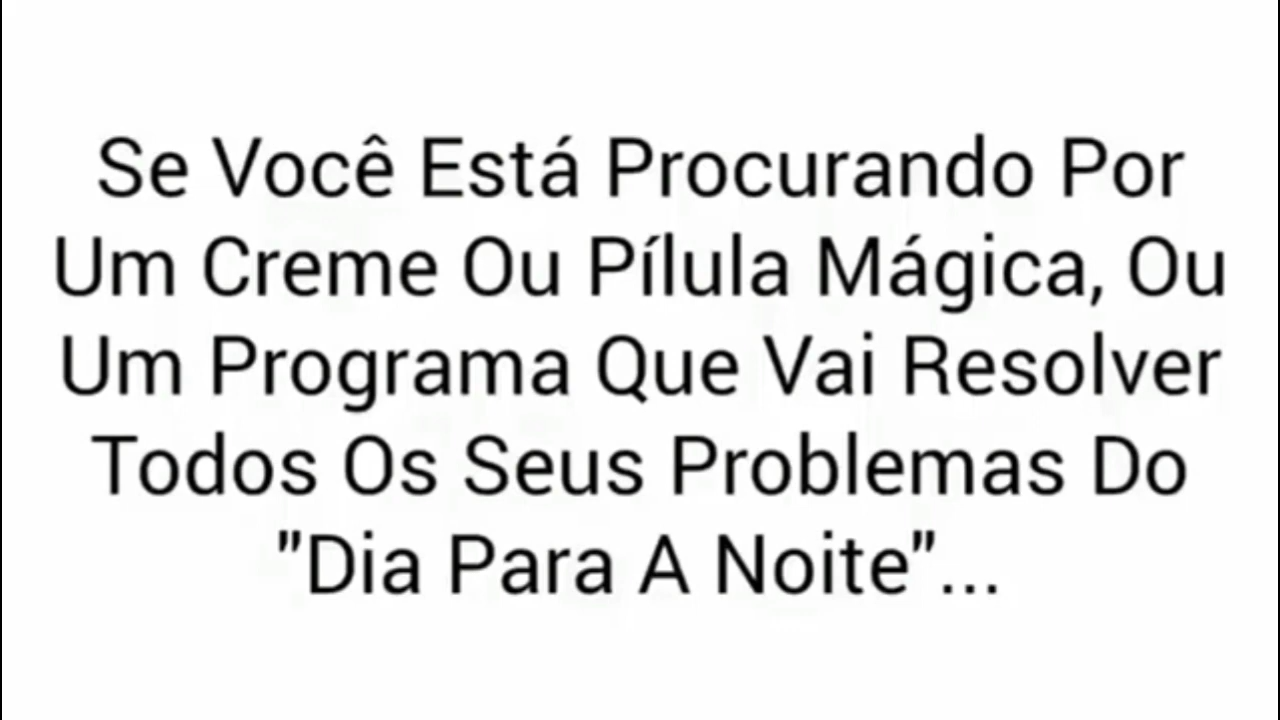 Se Você Está Procurando Por
Um Creme Ou Pílula Mágica, Ou
Um Programa Que Vai Resolver
Todos Os Seus Problemas Do
"Dia Para A Noite"...